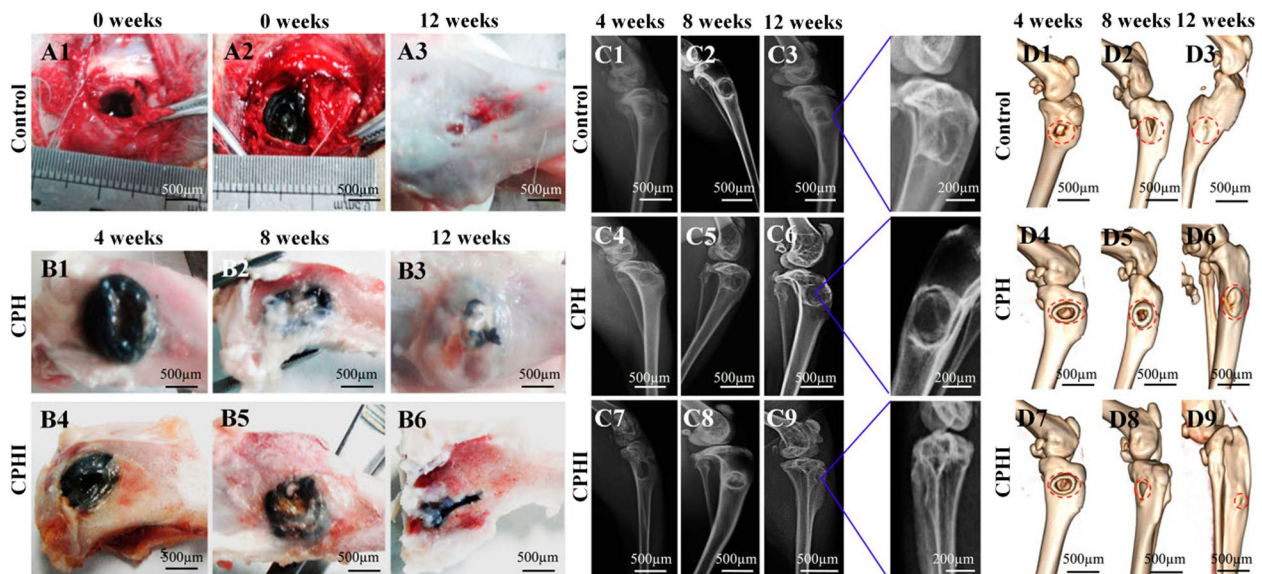 0 weeks 0 weeks 12 weeks
4 weeks 8 weeks 12 weeks
4 weeks 8 weeks 12 weeks
Control
A1 A2 A3
500µm 500µm 500µm
Control
C1 C2 C3
500µm 500µm 500µm 200µm
Control
D1 D2 D3
500µm 500µm 500µm
4 weeks 8 weeks 12 weeks
CPH
B1 B2 B3
500µm 500µm 500µm
CPH
C4 C5 C6
500µm 500µm 500µm 200µm
CPH
D4 D5 D6
500µm 500µm 500µm
CPHI
B4 B5 B6
500µm 500µm 500µm
CPHI
C7 C8 C9
500µm 500µm 500µm 200µm
CPHI
D7 D8 D9
500µm 500µm 500µm